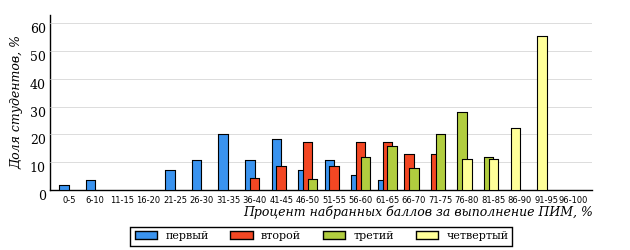 Доля студентов, %
60
50
40
30
20
10
0
0-5 6-10 11-15 16-20 21-25 26-30 31-35 36-40 41-45 46-50 51-55 56-60 61-65 66-70 71-75 76-80 81-85 86-90 91-95 96-100
Процент набранных баллов за выполнение ПИМ, %
первый второй третий четвертый